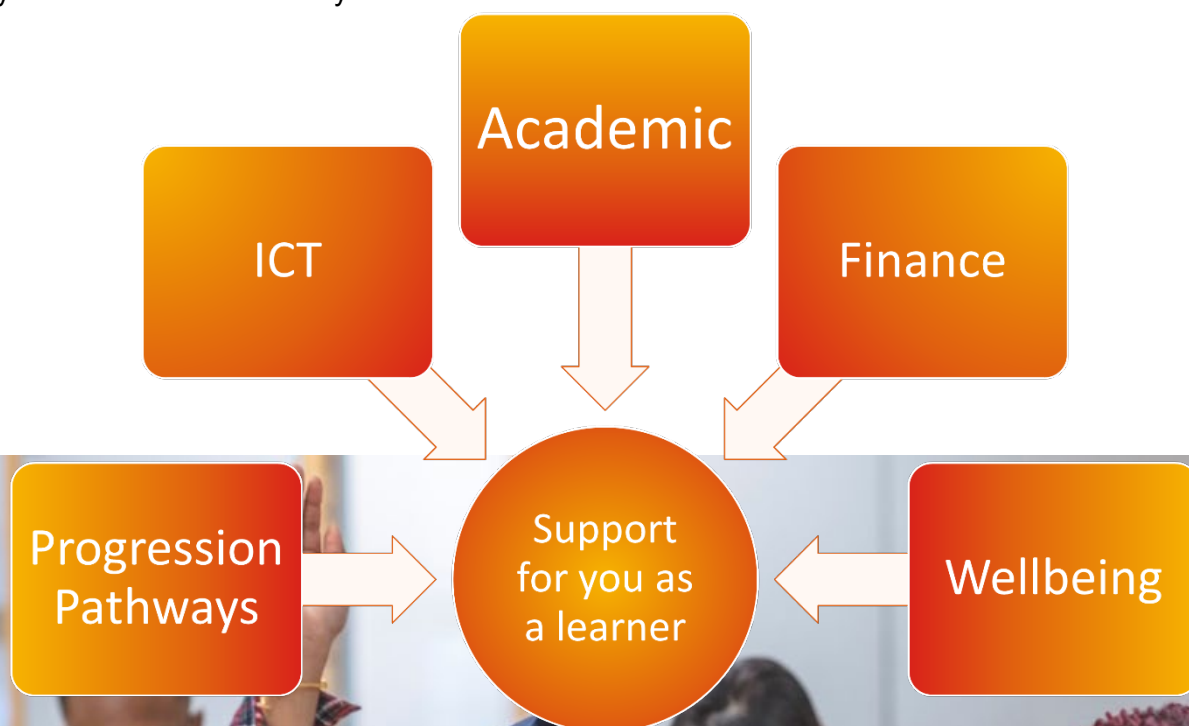 Academic
ICT
Finance
Progression
Pathways
Support
for you as
a learner
Wellbeing